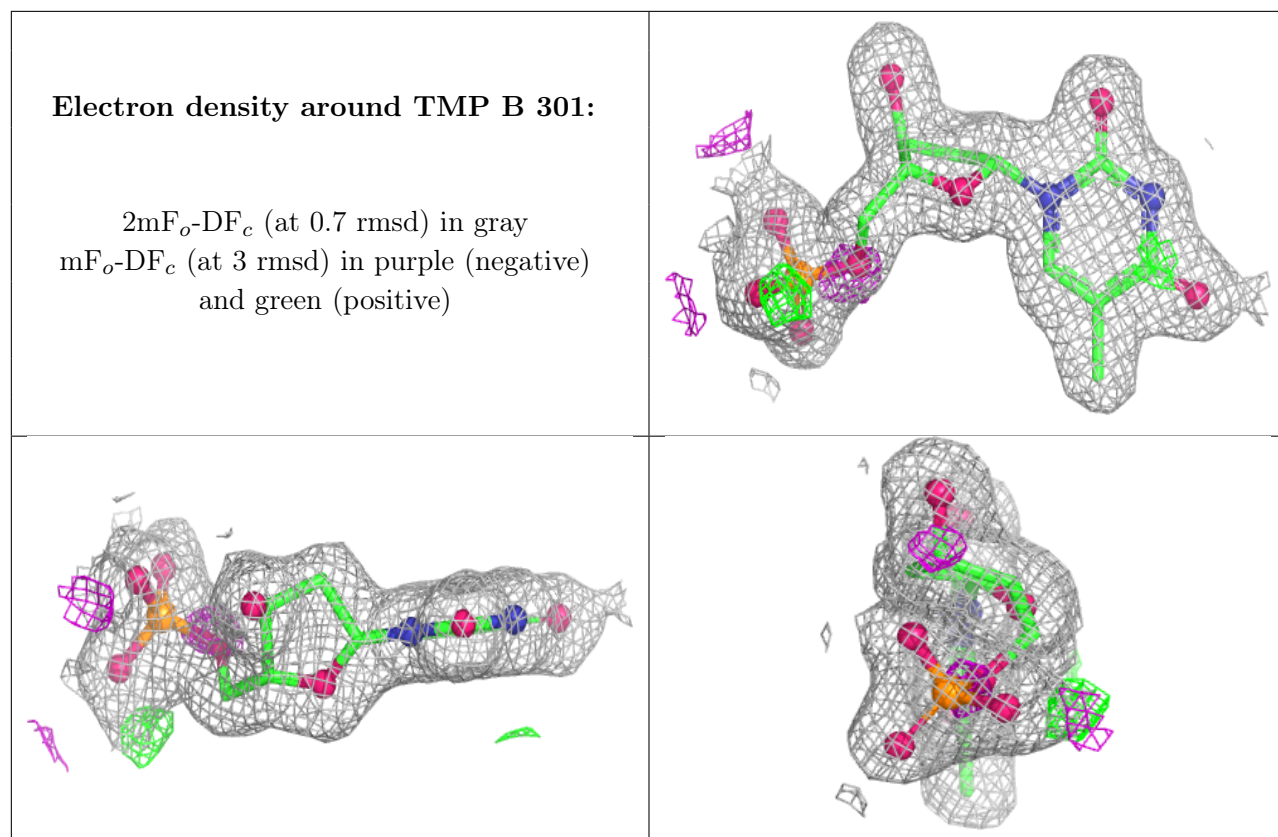 Electron density around TMP B 301:
2mFₒ-DF𝑐 (at 0.7 rmsd) in gray
mFₒ-DF𝑐 (at 3 rmsd) in purple (negative)
and green (positive)